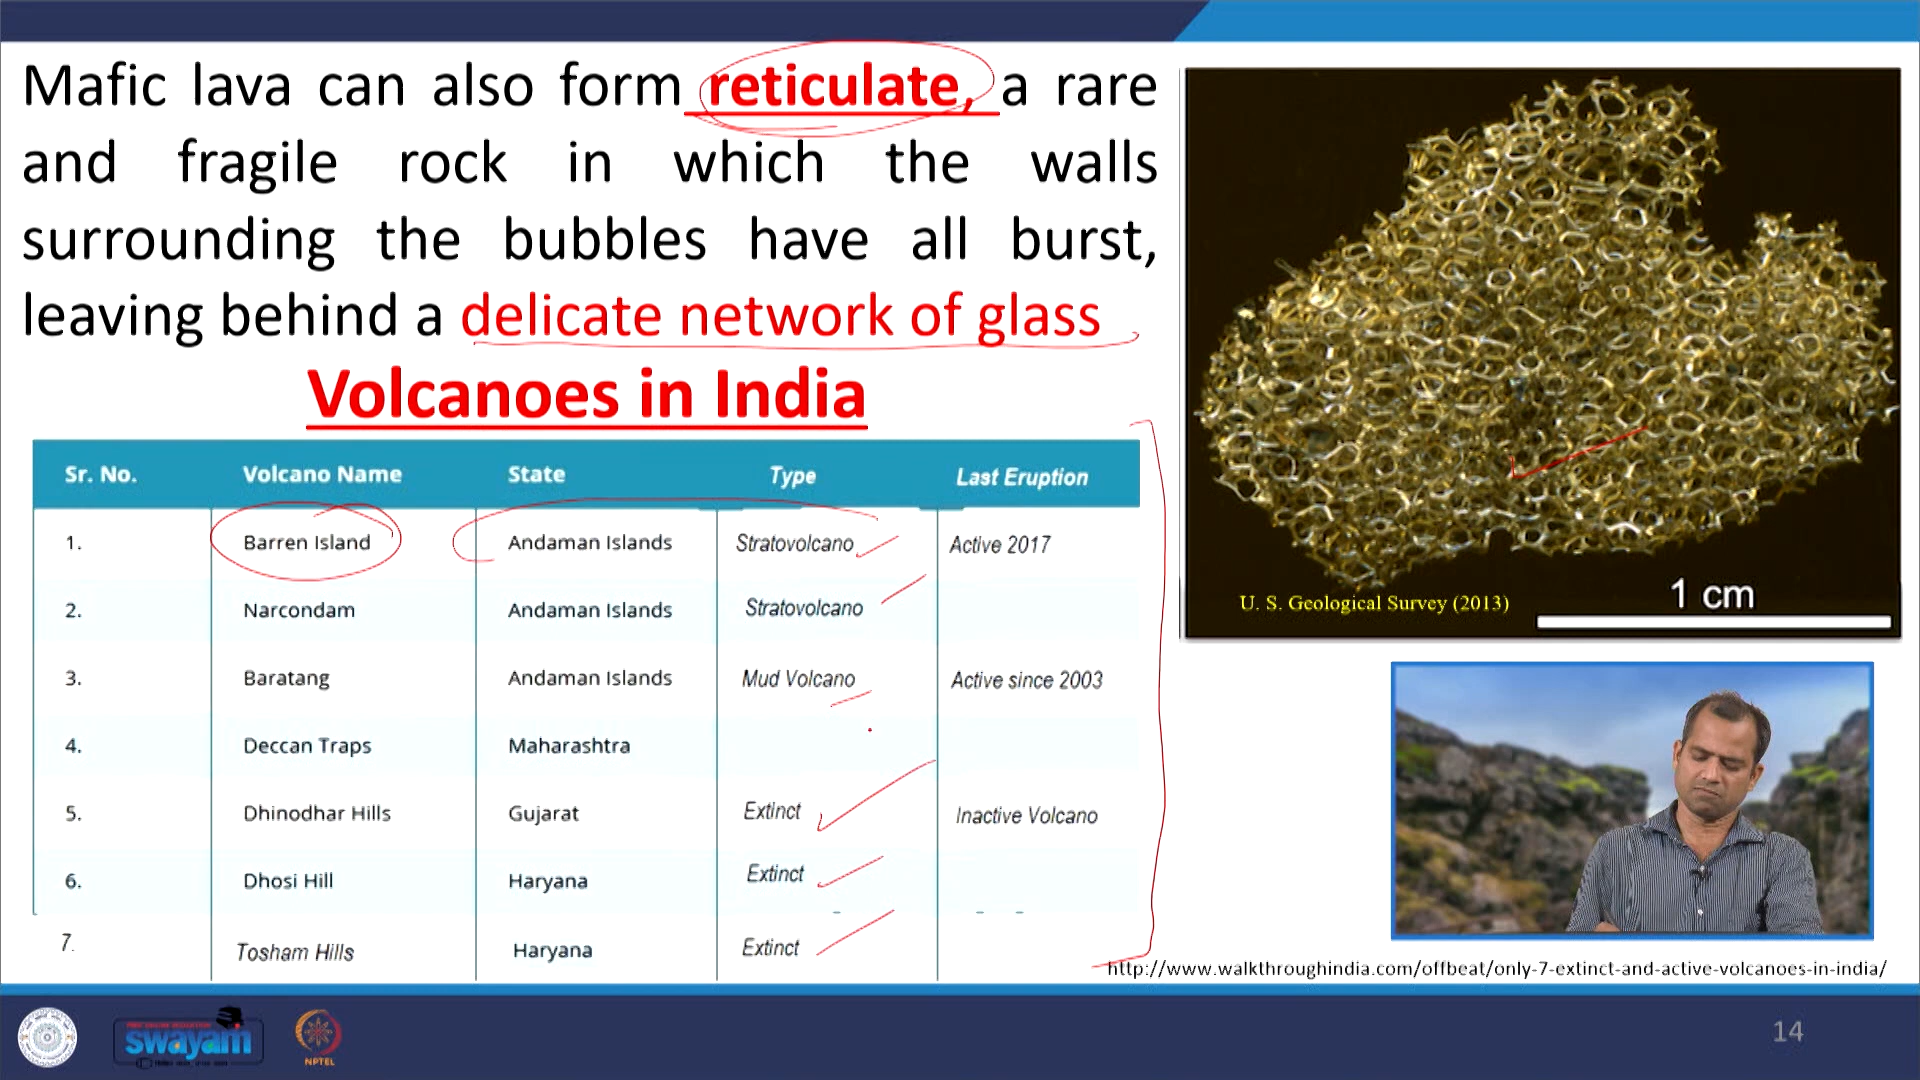 Mafic lava can also form reticulate, a rare
and fragile rock in which the walls
surrounding the bubbles have all burst,
leaving behind a delicate network of glass
Volcanoes in India
Sr. No. Volcano Name State Type Last Eruption
1. Barren Island Andaman Islands Stratovolcano Active 2017
2. Narcondam Andaman Islands Stratovolcano
3. Baratang Andaman Islands Mud Volcano Active since 2003
4. Deccan Traps Maharashtra
5. Dhinodhar Hills Gujarat Extinct Inactive Volcano
6. Dhosi Hill Haryana Extinct
7. Tosham Hills Haryana Extinct
U. S. Geological Survey (2013)
1 cm
http://www.walkthroughindia.com/offbeat/only-7-extinct-and-active-volcanoes-in-india/
swayam
NPTEL
14